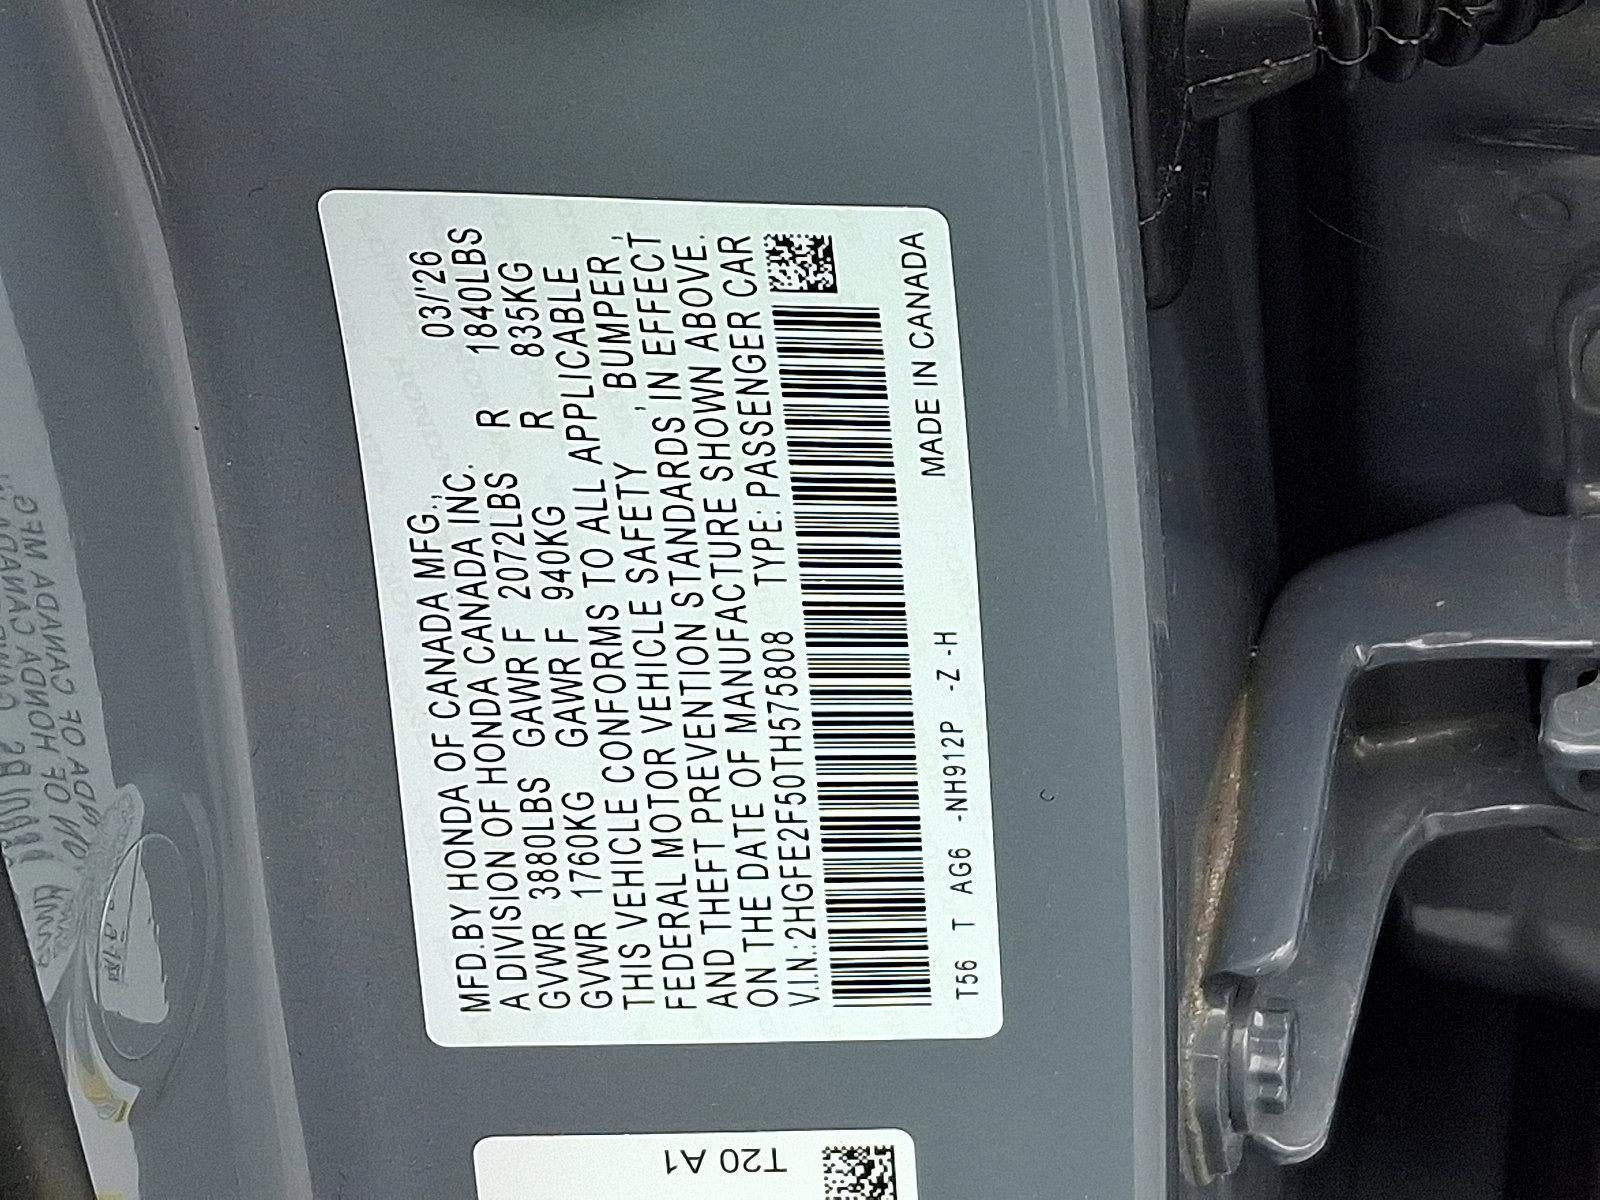 MFD.BY HONDA OF CANADA MFG., 03/'26
A DIVISION OF HONDA CANADA INC.
GVWR 3880LBS GAWR F 2072LBS R 1840LBS
GVWR 1760KG GAWR F 940KG R 835KG
THIS VEHICLE CONFORMS TO ALL APPLICABLE
FEDERAL MOTOR VEHICLE SAFETY , BUMPER,
AND THEFT PREVENTION STANDARDS IN EFFECT
ON THE DATE OF MANUFACTURE SHOWN ABOVE.
V.I.N.:2HGFE2F50TH575808 TYPE: PASSENGER CAR
T56 T AG6 -NH912P -Z -H MADE IN CANADA
T20 A1